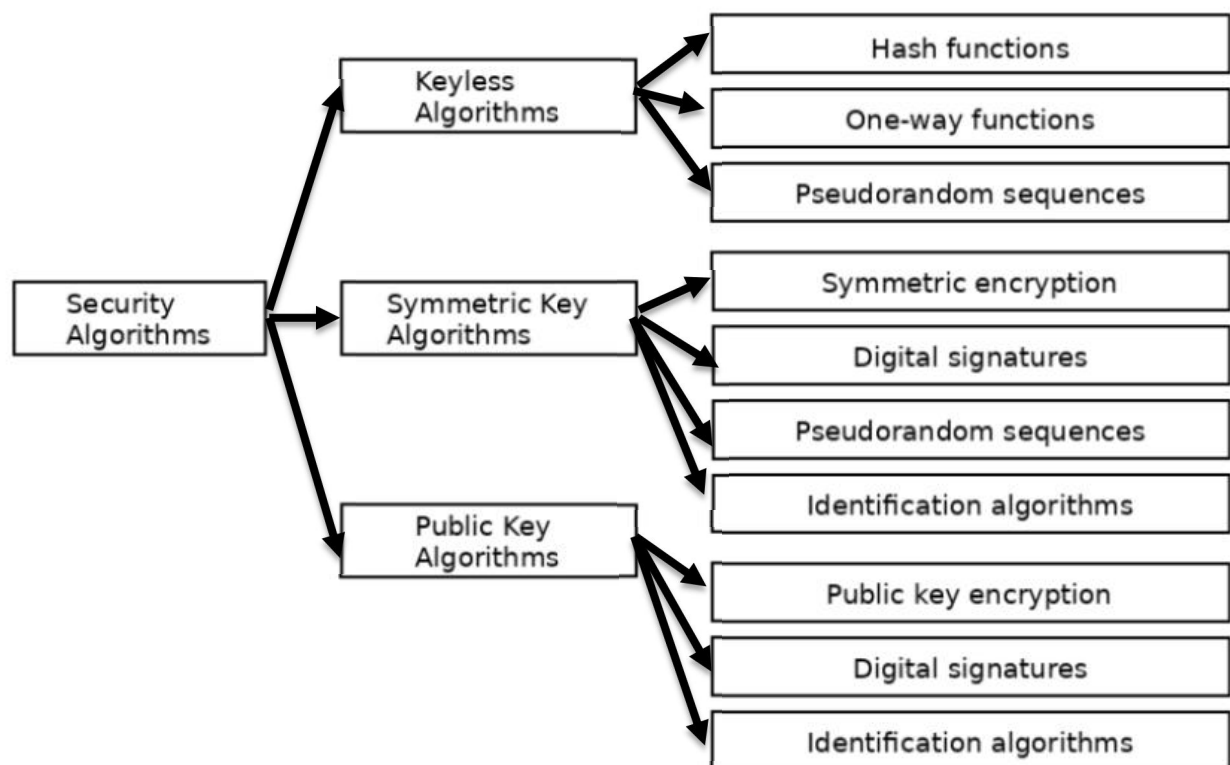 Security
Algorithms
Keyless
Algorithms
Hash functions
One-way functions
Pseudorandom sequences
Symmetric Key
Algorithms
Symmetric encryption
Digital signatures
Pseudorandom sequences
Identification algorithms
Public Key
Algorithms
Public key encryption
Digital signatures
Identification algorithms